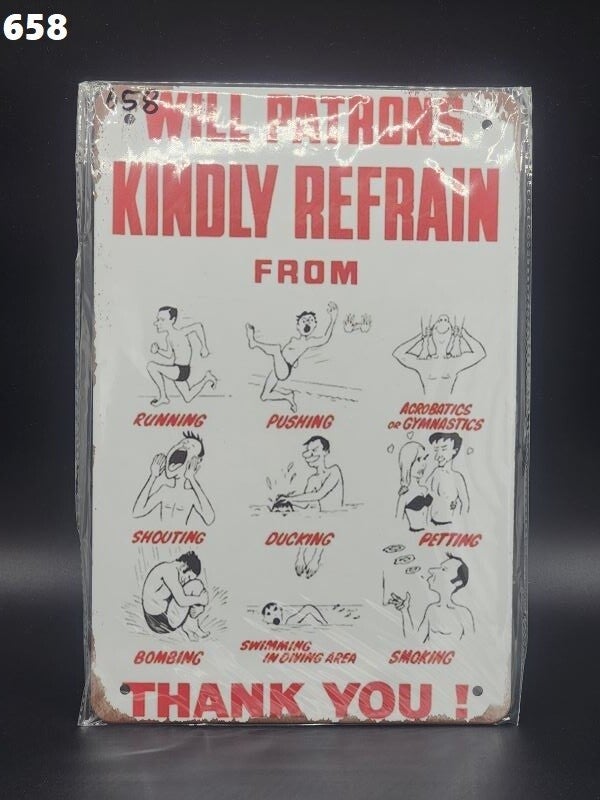 658
658
WILL PATRONS
KINDLY REFRAIN
FROM
RUNNING
PUSHING
ACROBATICS
OR GYMNASTICS
SHOUTING
DUCKING
PETTING
BOMBING
SWIMMING
IN DIVING AREA
SMOKING
THANK YOU !